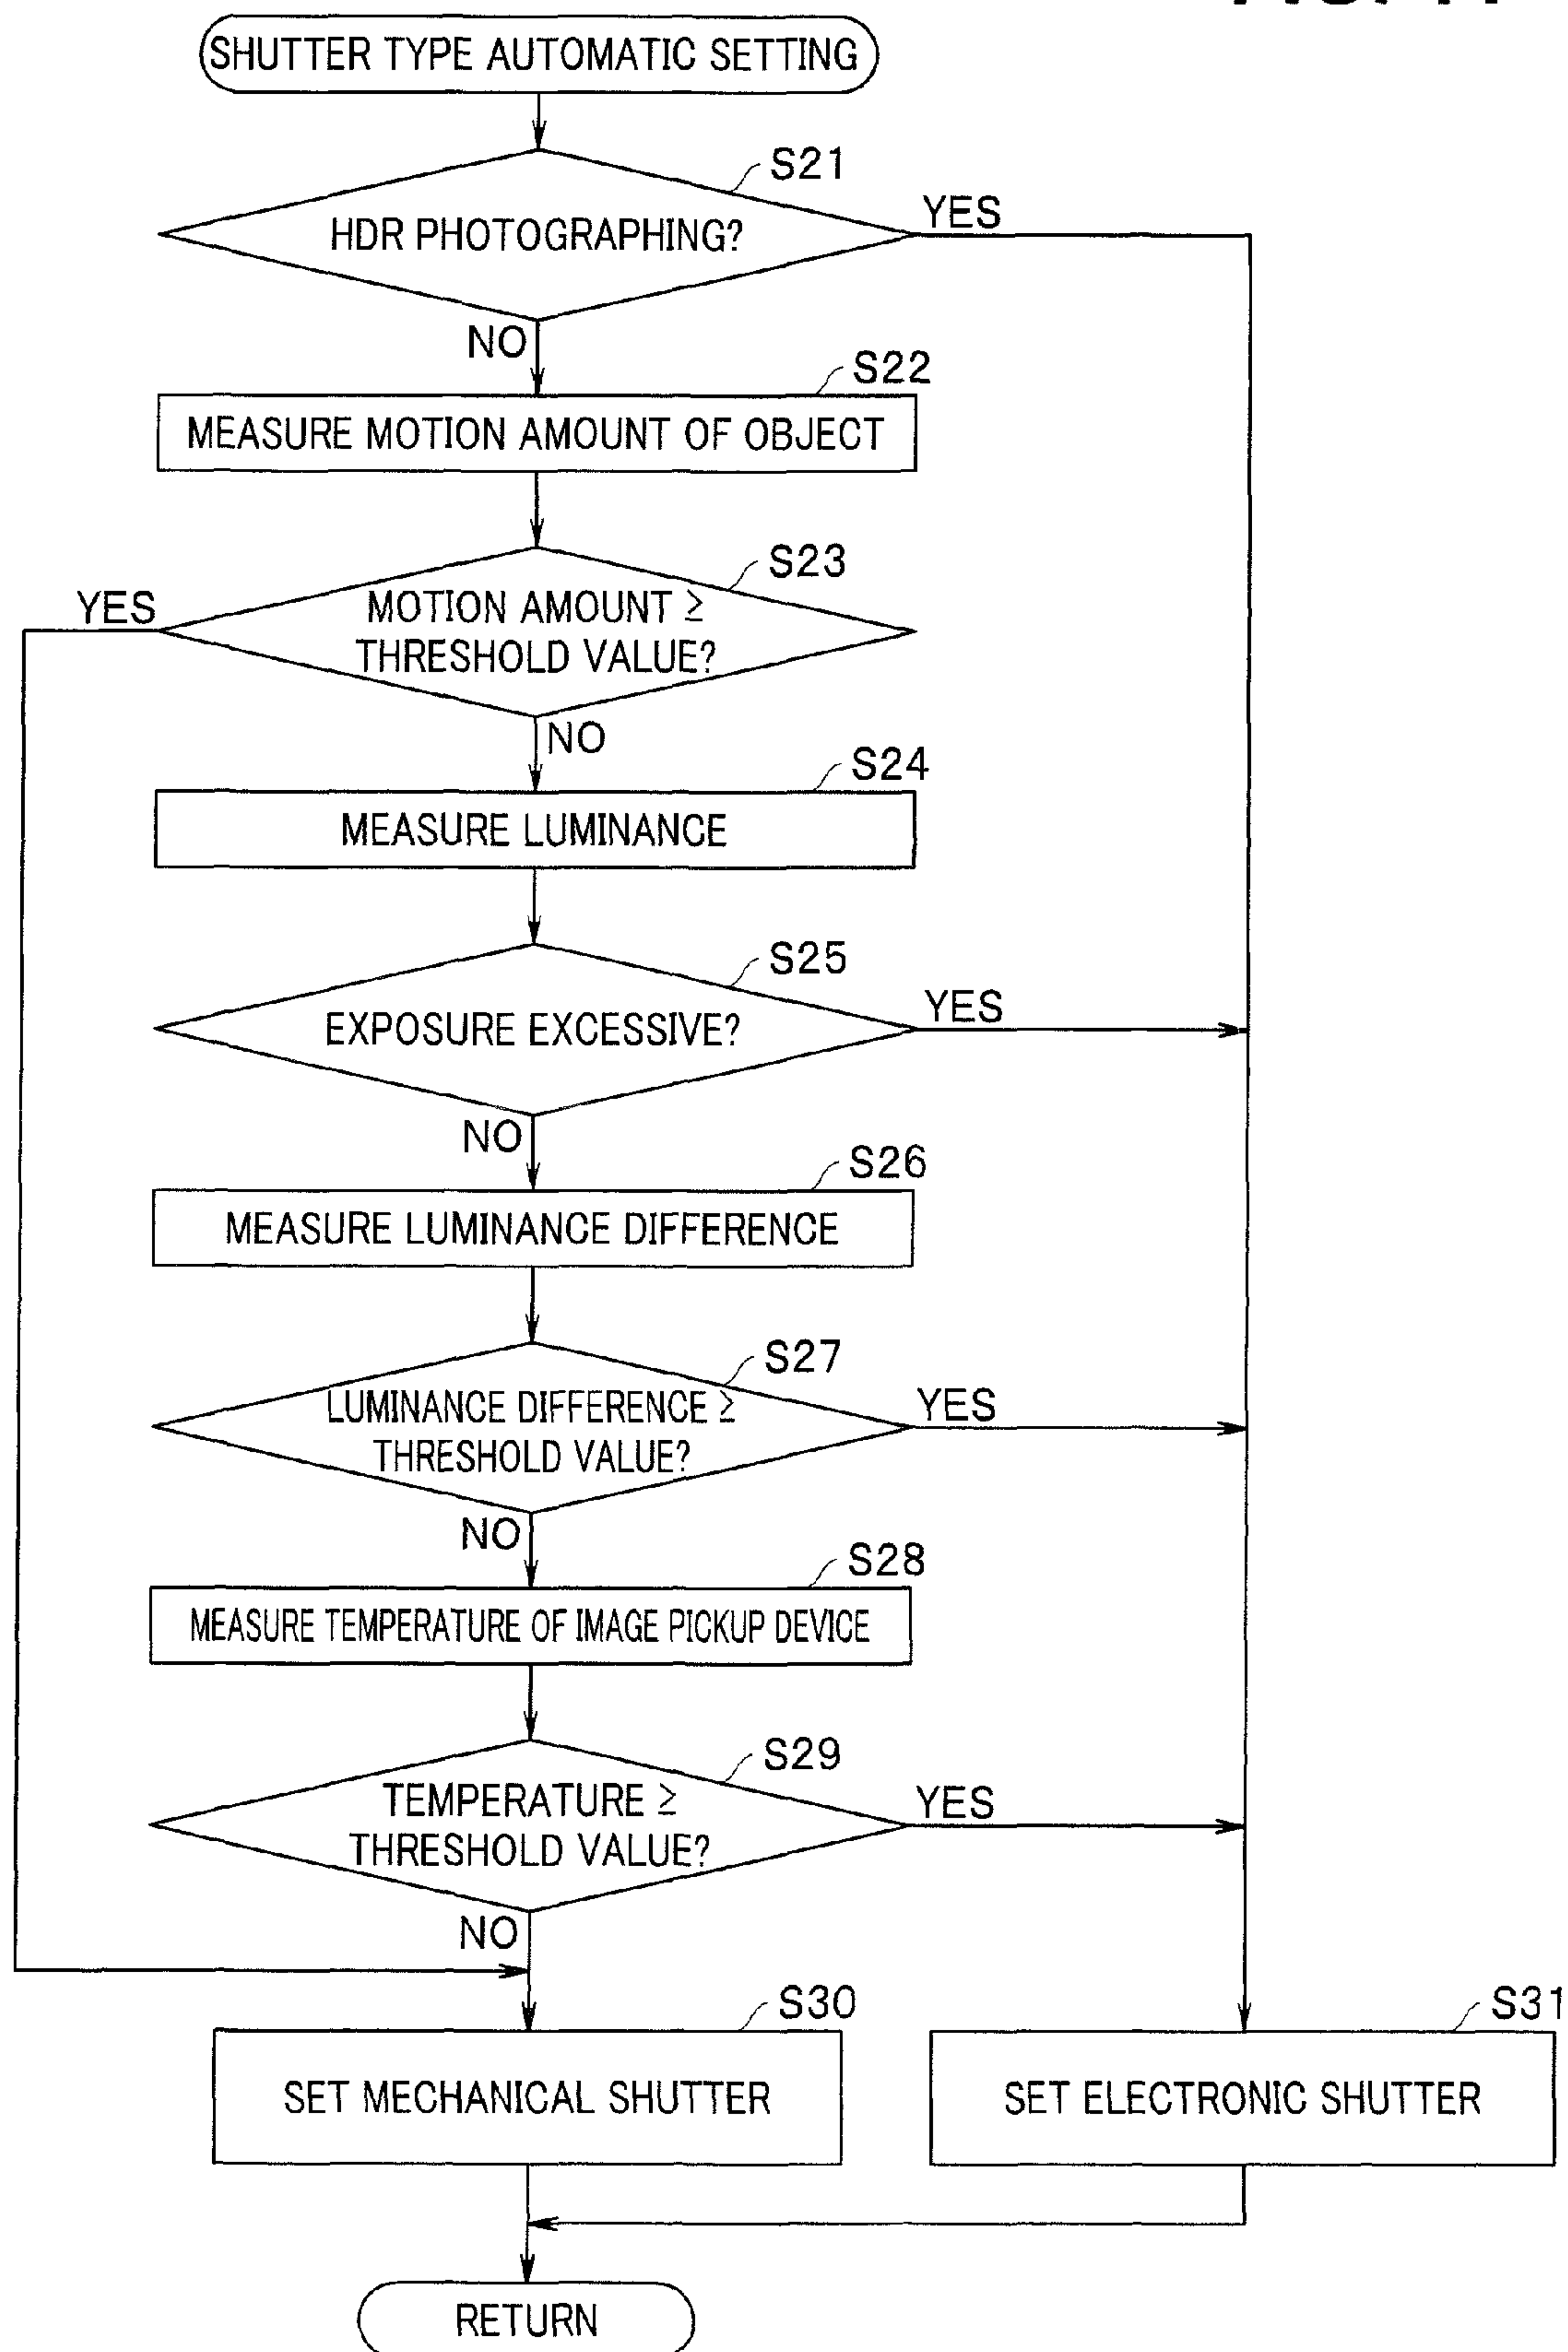 SHUTTER TYPE AUTOMATIC SETTING
S21
HDR PHOTOGRAPHING?
YES
NO
S22
MEASURE MOTION AMOUNT OF OBJECT
S23
YES
MOTION AMOUNT ≥
THRESHOLD VALUE?
NO
S24
MEASURE LUMINANCE
S25
EXPOSURE EXCESSIVE?
YES
NO
S26
MEASURE LUMINANCE DIFFERENCE
S27
LUMINANCE DIFFERENCE ≥
THRESHOLD VALUE?
YES
NO
S28
MEASURE TEMPERATURE OF IMAGE PICKUP DEVICE
S29
TEMPERATURE ≥
THRESHOLD VALUE?
YES
NO
S30
SET MECHANICAL SHUTTER
S31
SET ELECTRONIC SHUTTER
RETURN